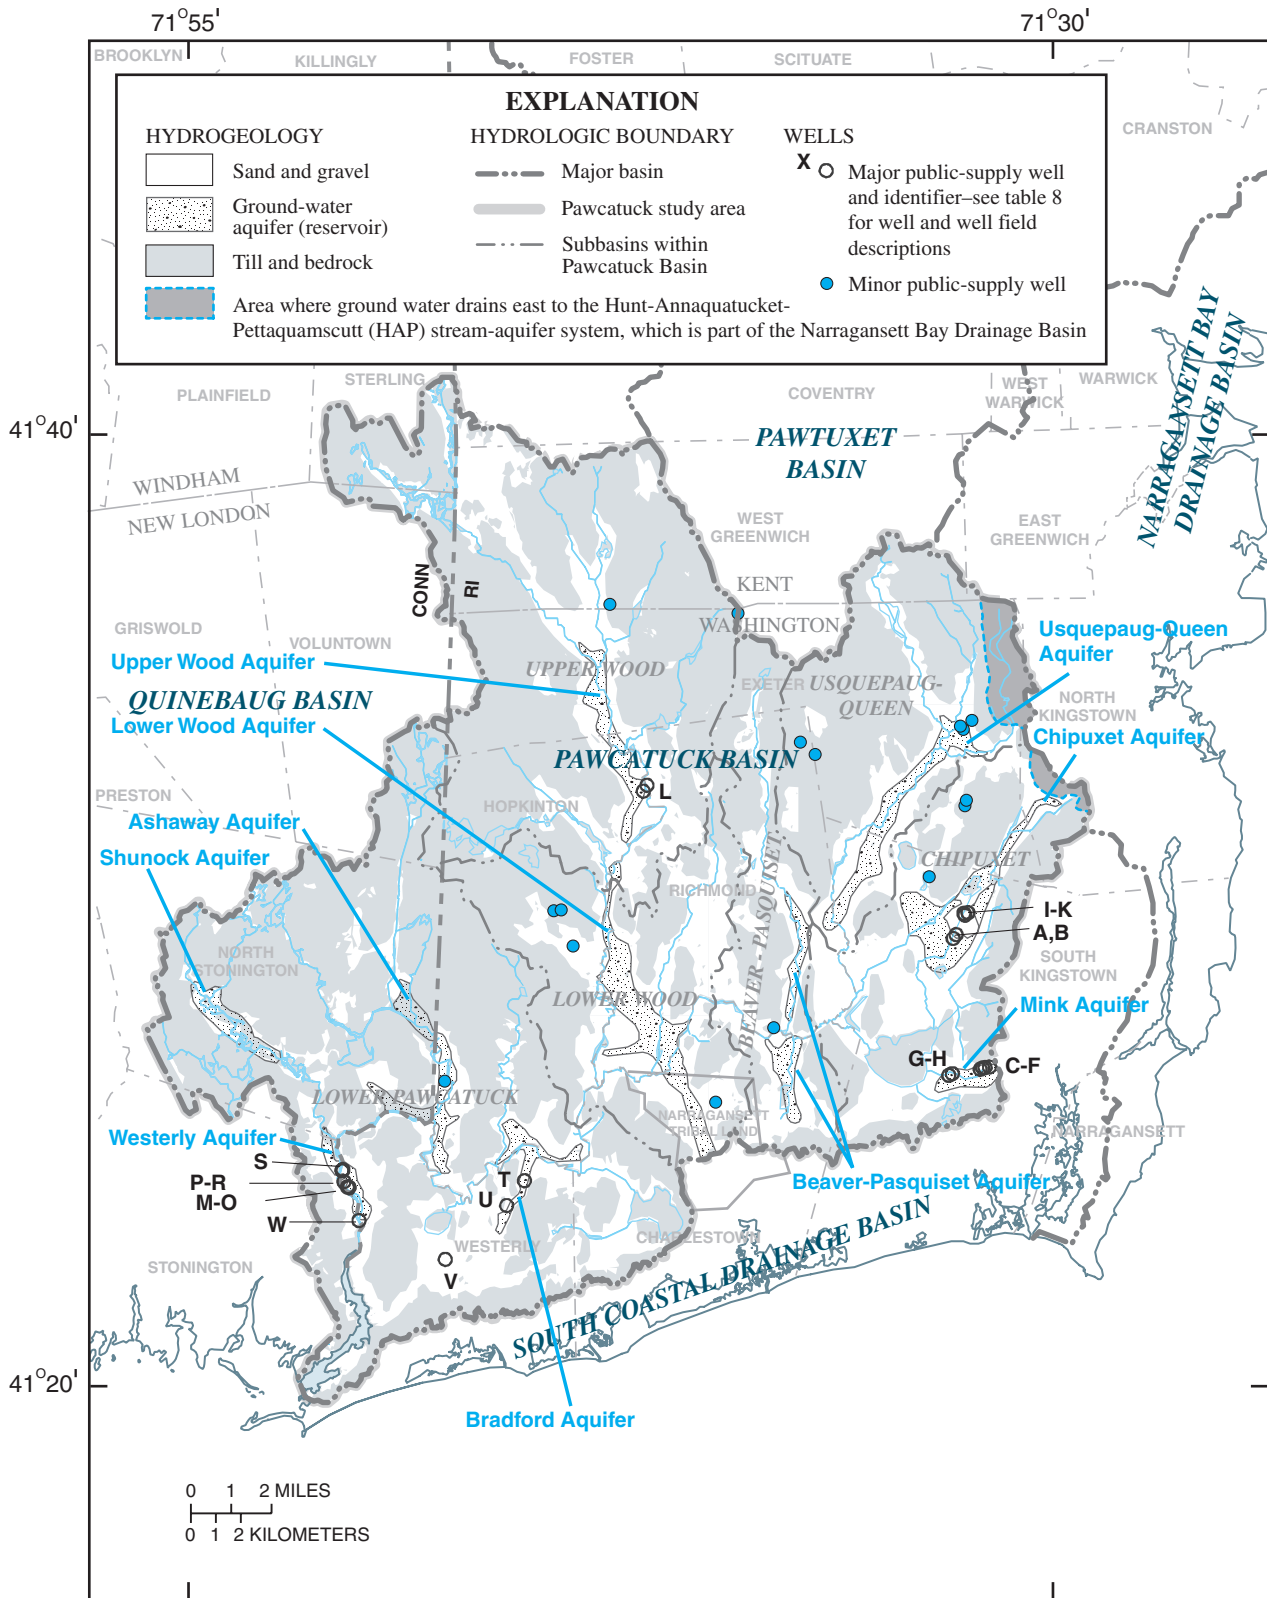 71°55'
71°30'
BROOKLYN
KILLINGLY
FOSTER
SCITUATE
CRANSTON
EXPLANATION
HYDROGEOLOGY
Sand and gravel
Ground-water
aquifer (reservoir)
Till and bedrock
Area where ground water drains east to the Hunt-Annaquatucket-
Pettaquamscutt (HAP) stream-aquifer system, which is part of the Narragansett Bay Drainage Basin
HYDROLOGIC BOUNDARY
Major basin
Pawcatuck study area
Subbasins within
Pawcatuck Basin
WELLS
X
Major public-supply well
and identifier–see table 8
for well and well field
descriptions
Minor public-supply well
NARRAGANSETT BAY
DRAINAGE BASIN
PLAINFIELD
STERLING
COVENTRY
WEST
WARWICK
WARWICK
41°40'
PAWTUXET
BASIN
WINDHAM
NEW LONDON
WEST
GREENWICH
EAST
GREENWICH
CONN
RI
KENT
WASHINGTON
GRISWOLD
VOLUNTOWN
Upper Wood Aquifer
UPPER WOOD
EXETER
USQUEPAUG-
QUEEN
Usquepaug-Queen
Aquifer
QUINEBAUG BASIN
NORTH
KINGSTOWN
Lower Wood Aquifer
Chipuxet Aquifer
PAWCATUCK BASIN
PRESTON
HOPKINTON
L
Ashaway Aquifer
Shunock Aquifer
CHIPUXET
RICHMOND
BEAVER-PASQUISET
I-K
A,B
NORTH
STONINGTON
SOUTH
KINGSTOWN
LOWER WOOD
Mink Aquifer
G-H
C-F
LOWER PAWCATUCK
NARRAGANSETT
TRIBAL LAND
NARRAGANSETT
Westerly Aquifer
S
P-R
M-O
W
T
U
Beaver-Pasquiset Aquifer
V
WESTERLY
CHARLESTOWN
STONINGTON
SOUTH COASTAL DRAINAGE BASIN
41°20'
Bradford Aquifer
0 1 2 MILES
0 1 2 KILOMETERS